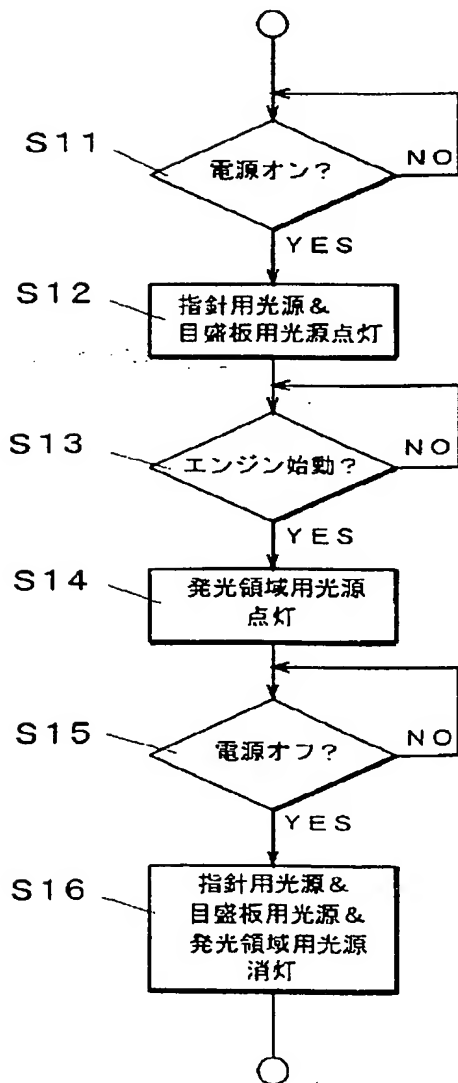 S11
電源オン?
NO
YES
S12
指針用光源&
目盛板用光源点灯
S13
エンジン始動?
NO
YES
S14
発光領域用光源
点灯
S15
電源オフ?
NO
YES
S16
指針用光源&
目盛板用光源&
発光領域用光源
消灯